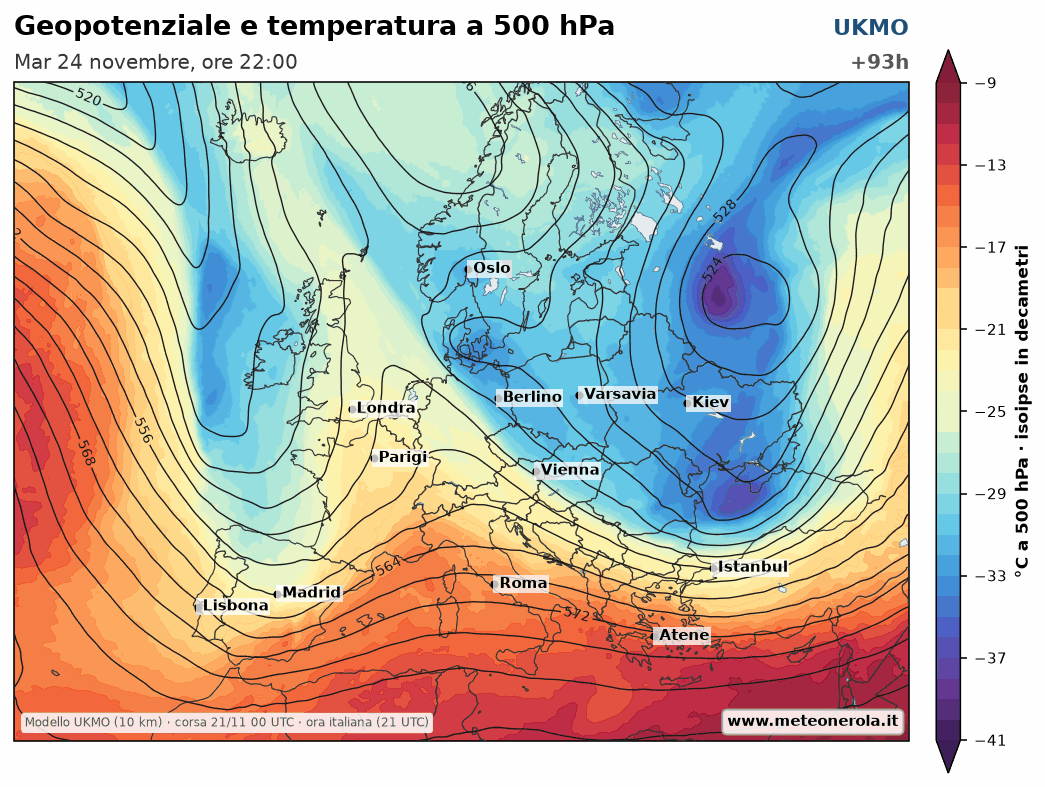 Geopotenziale e temperatura a 500 hPa
UKMO
Mar 24 novembre, ore 22:00
+93h
520
528
524
Oslo
556
568
Londra
Berlino
Varsavia
Kiev
Parigi
Vienna
564
572
Istanbul
Roma
Madrid
Lisbona
Atene
Modello UKMO (10 km) · corsa 21/11 00 UTC · ora italiana (21 UTC)
www.meteonerola.it
−9
−13
−17
−21
−25
−29
−33
−37
−41
°C a 500 hPa · isoipse in decametri